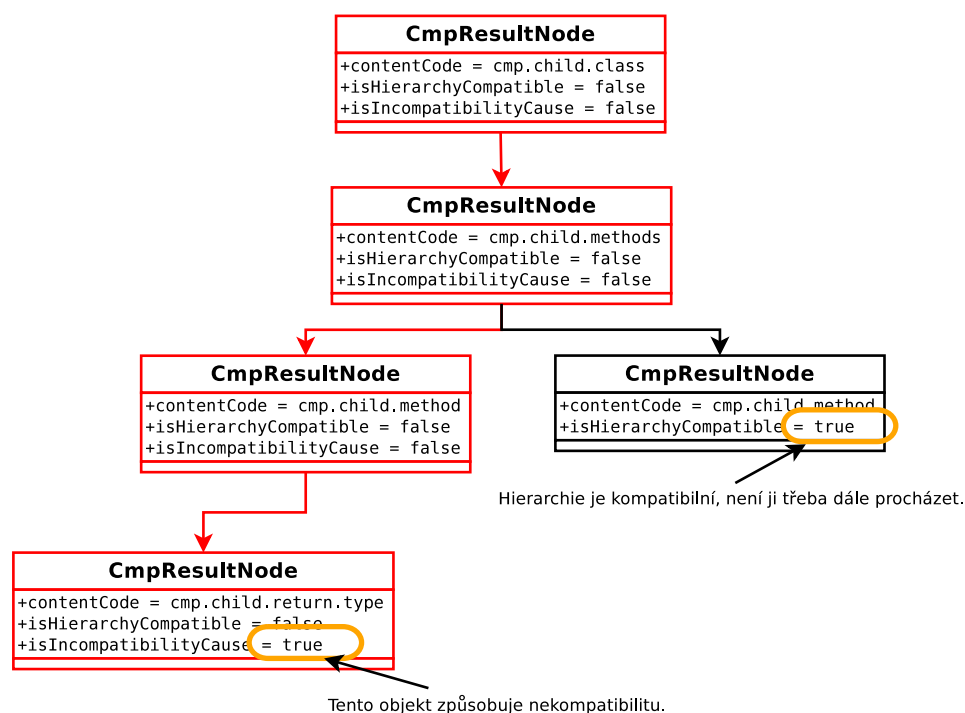 CmpResultNode
+contentCode = cmp.child.class
+isHierarchyCompatible = false
+isIncompatibilityCause = false
CmpResultNode
+contentCode = cmp.child.methods
+isHierarchyCompatible = false
+isIncompatibilityCause = false
CmpResultNode
+contentCode = cmp.child.method
+isHierarchyCompatible = false
+isIncompatibilityCause = false
CmpResultNode
+contentCode = cmp.child.method
+isHierarchyCompatible = true
Hierarchie je kompatibilní, není ji třeba dále procházet.
CmpResultNode
+contentCode = cmp.child.return.type
+isHierarchyCompatible = false
+isIncompatibilityCause = true
Tento objekt způsobuje nekompatibilitu.